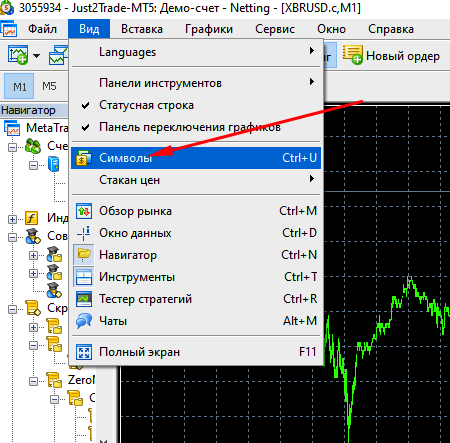 3055934 - Just2Trade-MT5: Демо-счет - Netting - [XBRUSD.c,M1]
Вид Вставка Графики Сервис Окно Справка
Languages
Новый ордер
M1 M5
Панели инструментов
Статусная строка
Навигатор
Панель переключения графиков
MetaTra
Сче
Символы Ctrl+U
Стакан цен
Обзор рынка Ctrl+M
Инд
Окно данных Ctrl+D
Сов
Навигатор Ctrl+N
Инструменты Ctrl+T
Тестер стратегий Ctrl+R
Скр
Чаты Alt+M
Полный экран F11
ZeroM
С